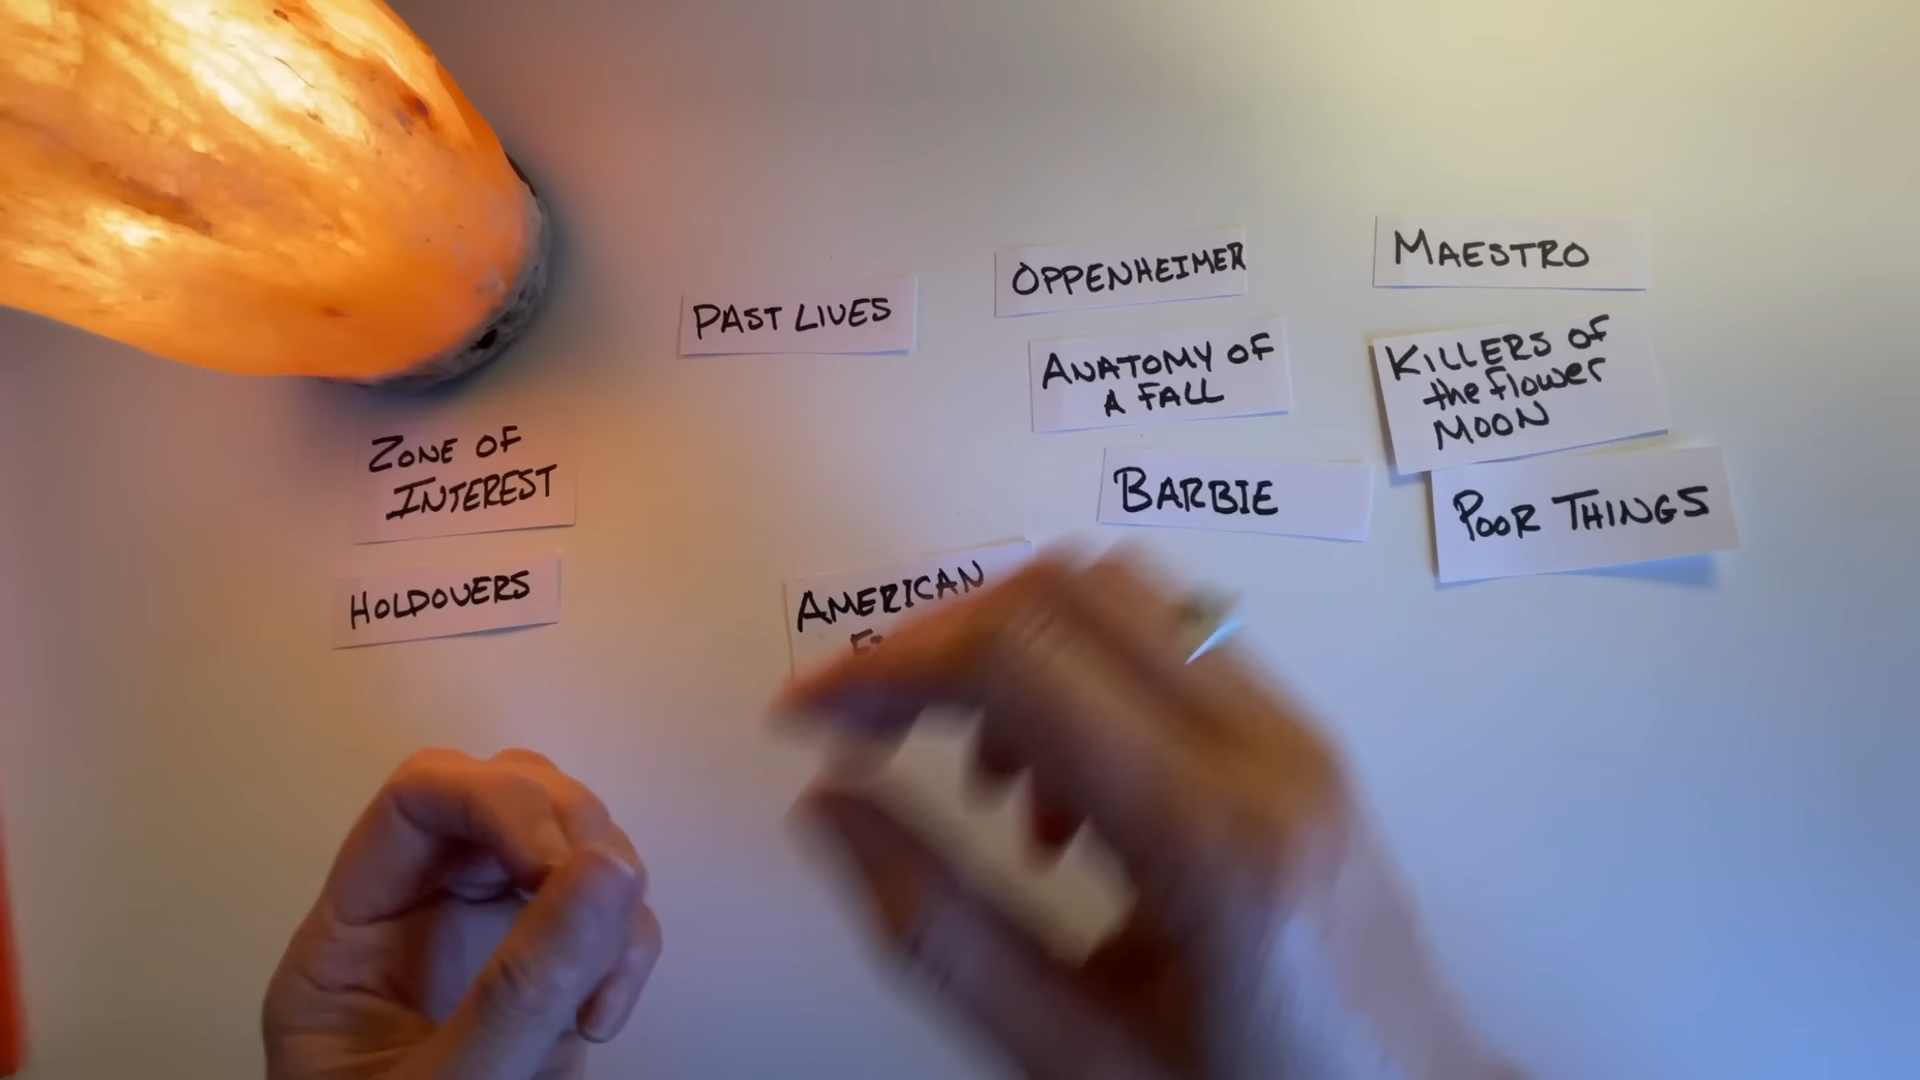 PAST LIVES
OPPENHEIMER
MAESTRO
ANATOMY OF
A FALL
KILLERS OF
the flower
MOON
ZONE OF
INTEREST
BARBIE
POOR THINGS
HOLDOVERS
AMERICAN